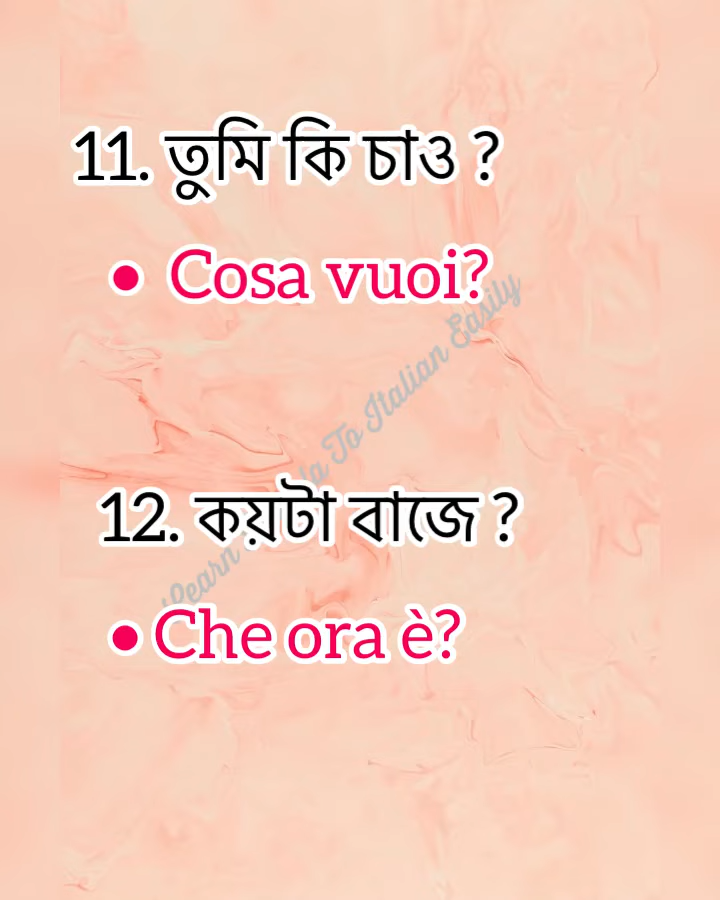 11. তুমি কি চাও ?
• Cosa vuoi?
Learn To Italian Easily
12. কয়টা বাজে ?
• Che ora è?